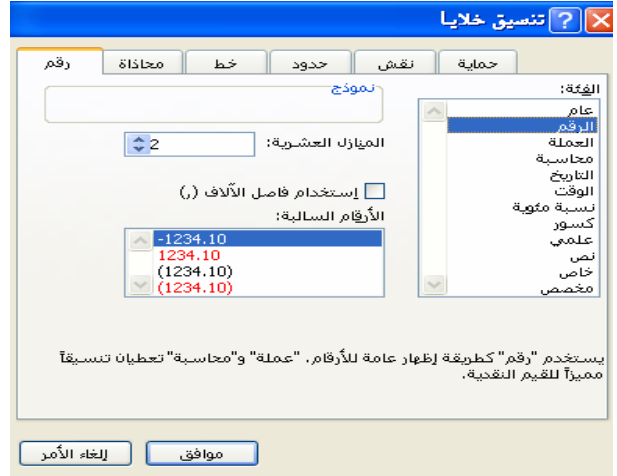 تنسيق خلايا
حماية
نقش
حدود
خط
محاذاة
رقم
الفئة:
عام
الرقم
العملة
محاسبة
التاريخ
الوقت
نسبة مئوية
كسور
علمي
نص
خاص
مخصص
نموذج
المنازل العشرية:
2
إستخدام فاصل الآلاف (,)
الأرقام السالبة:
-1234.10
1234.10
(1234.10)
(1234.10)
يستخدم "رقم" كطريقة إظهار عامة للأرقام. "عملة" و"محاسبة" تعطيان تنسيقاً
مميزاً للقيم النقدية.
موافق
إلغاء الأمر